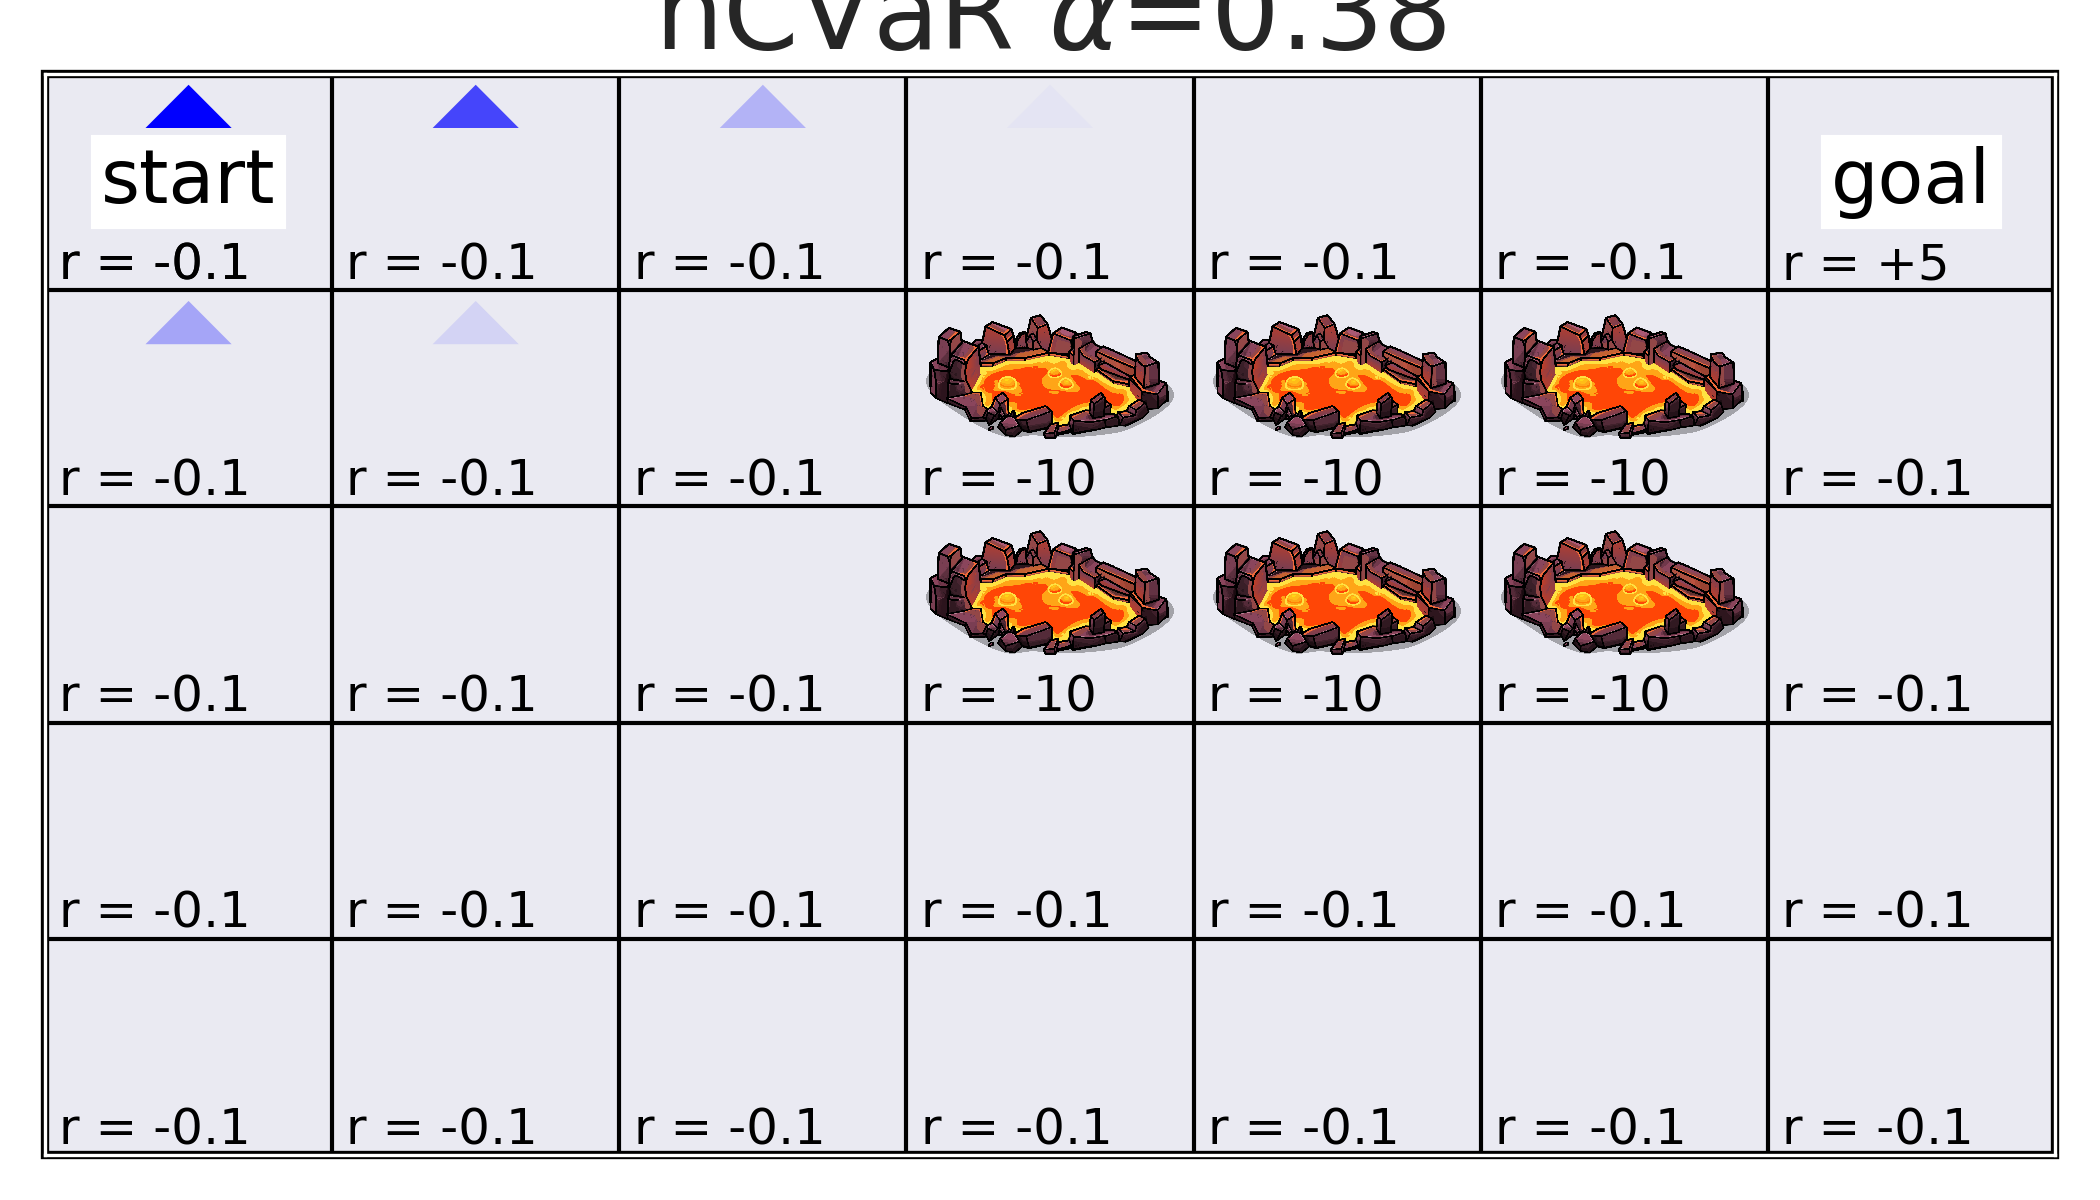 nCVaR α=0.38
start
goal
r = -0.1 r = -0.1 r = -0.1 r = -0.1 r = -0.1 r = -0.1 r = +5
r = -0.1 r = -0.1 r = -0.1 r = -10 r = -10 r = -10 r = -0.1
r = -0.1 r = -0.1 r = -0.1 r = -10 r = -10 r = -10 r = -0.1
r = -0.1 r = -0.1 r = -0.1 r = -0.1 r = -0.1 r = -0.1 r = -0.1
r = -0.1 r = -0.1 r = -0.1 r = -0.1 r = -0.1 r = -0.1 r = -0.1